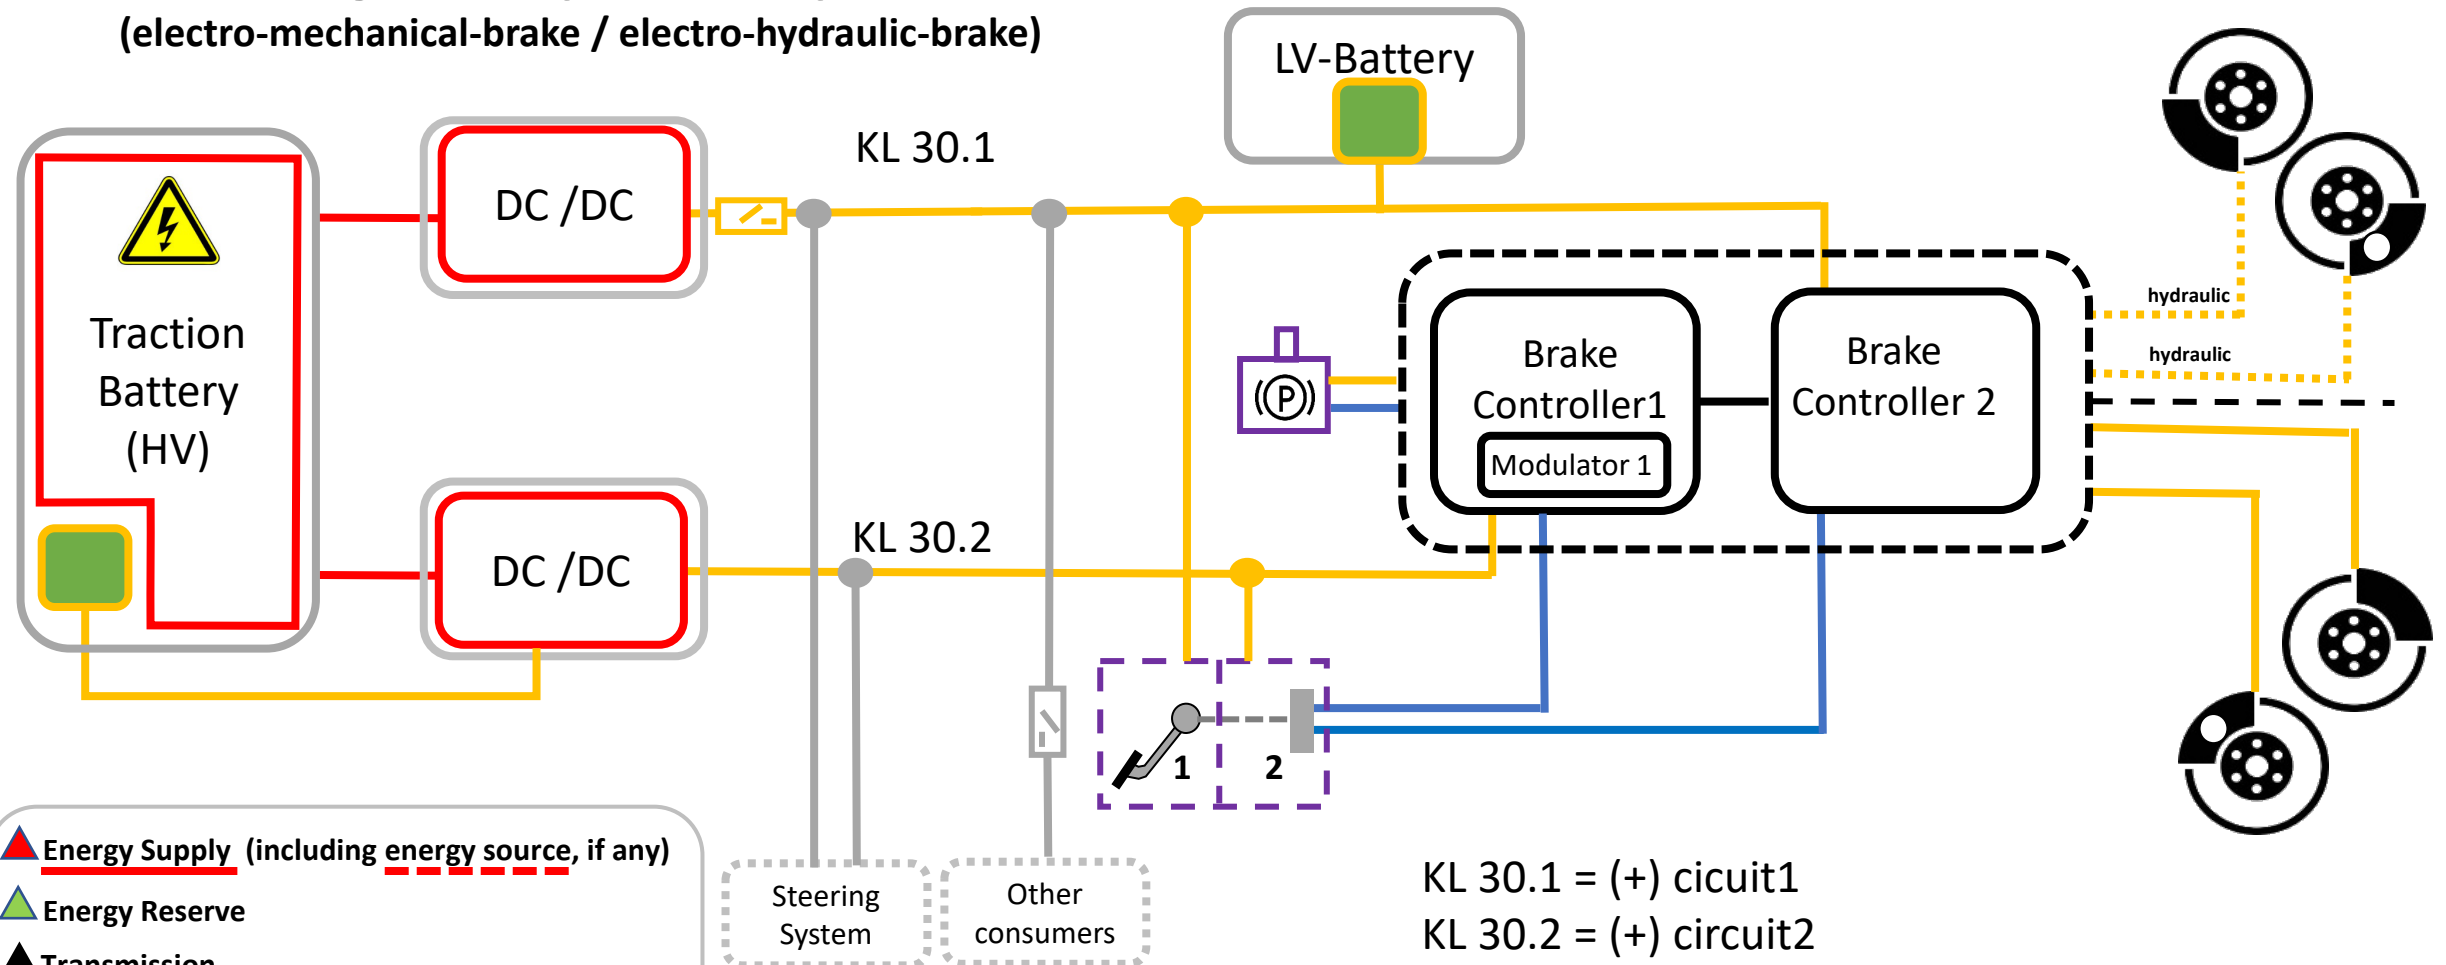 (electro-mechanical-brake / electro-hydraulic-brake)
LV-Battery
KL 30.1
DC /DC
Traction
Battery
(HV)
hydraulic
hydraulic
Brake
Controller1
Modulator 1
Brake
Controller 2
(P)
KL 30.2
DC /DC
1
2
Energy Supply (including energy source, if any)
Energy Reserve
Transmission
Steering
System
Other
consumers
KL 30.1 = (+) cicuit1
KL 30.2 = (+) circuit2